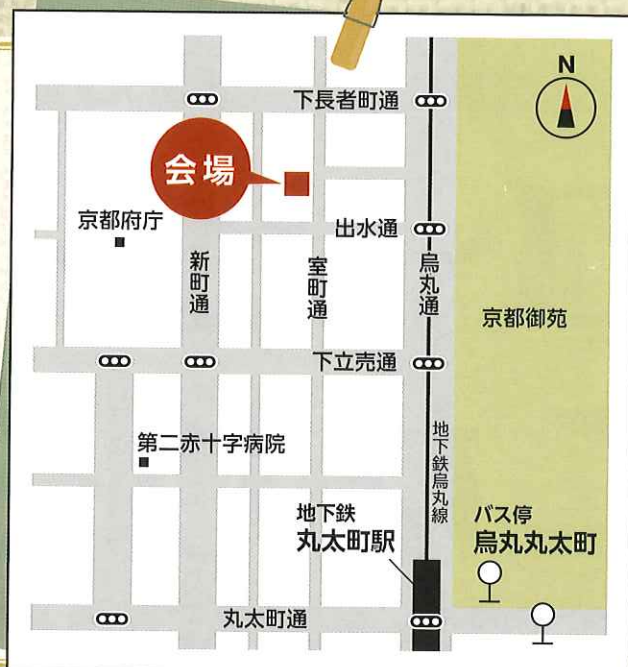 N
下長者町通
会場
京都府庁
出水通
新町通
室町通
烏丸通
京都御苑
下立売通
第二赤十字病院
地下鉄烏丸線
地下鉄
丸太町駅
バス停
烏丸丸太町
丸太町通